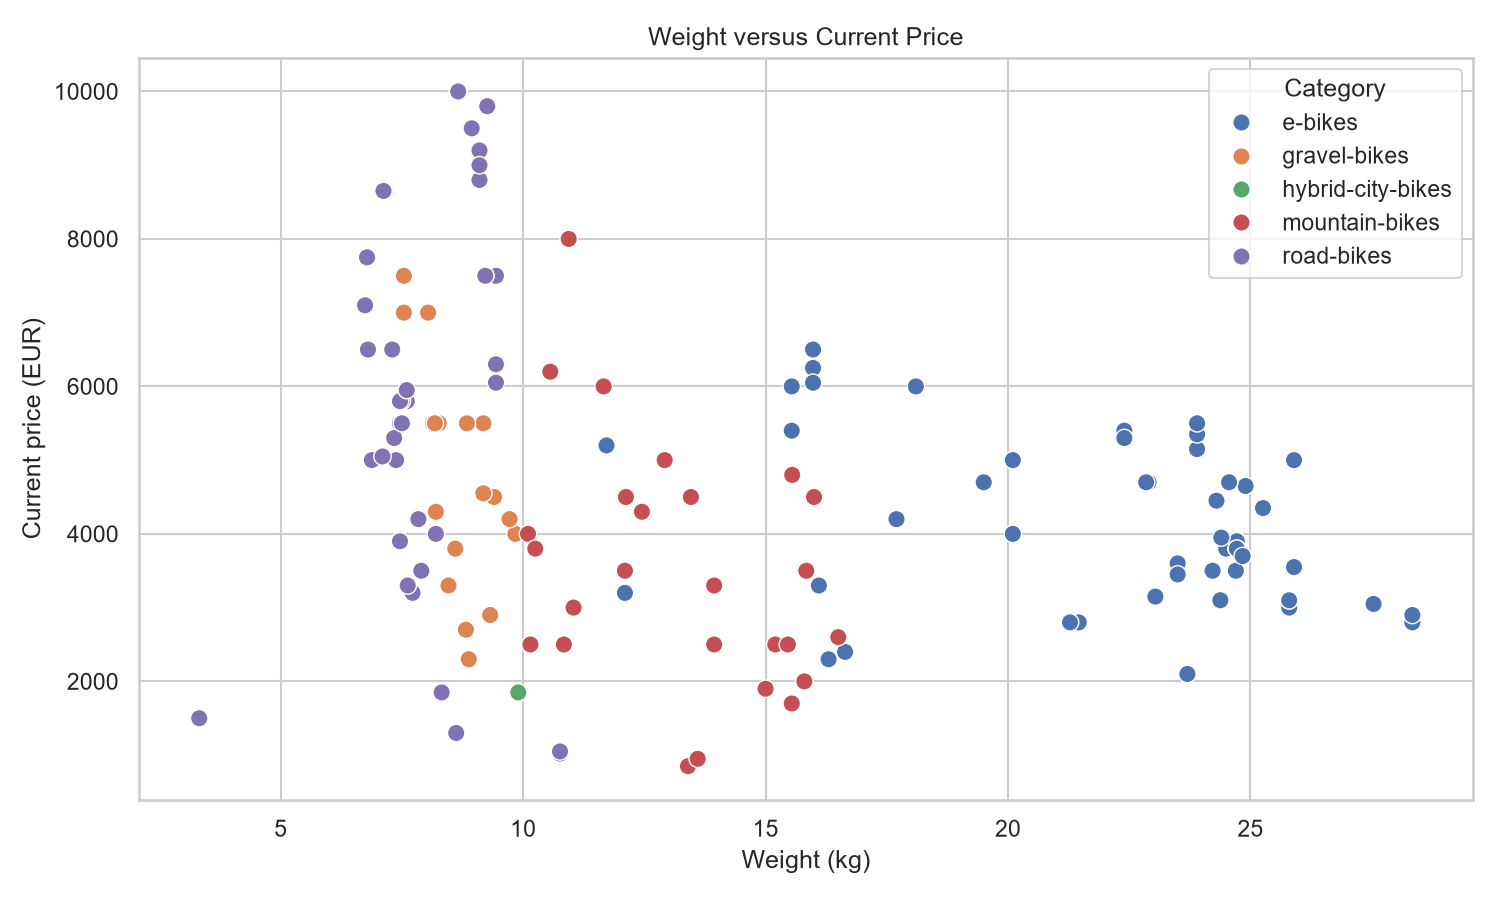 Weight versus Current Price
Current price (EUR)
10000
8000
6000
4000
2000
Category
e-bikes
gravel-bikes
hybrid-city-bikes
mountain-bikes
road-bikes
5 10 15 20 25
Weight (kg)